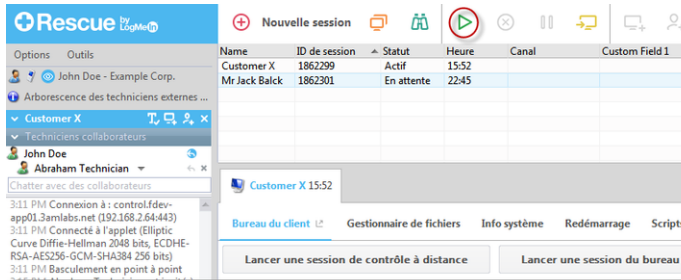 Rescue by LogMeIn
Nouvelle session
Options Outils
John Doe - Example Corp.
Arborescence des techniciens externes ...
Customer X
Techniciens collaborateurs
John Doe
Abraham Technician
Chatter avec des collaborateurs
3:11 PM Connexion à : control.fdev-
app01.3amlabs.net (192.168.2.64:443)
3:11 PM Connecté à l'applet (Elliptic
Curve Diffie-Hellman 2048 bits, ECDHE-
RSA-AES256-GCM-SHA384 256 bits)
3:11 PM Basculement en point à point
Name ID de session Statut Heure Canal Custom Field 1
Customer X 1862299 Actif 15:52
Mr Jack Balck 1862301 En attente 22:45
Customer X 15:52
Bureau du client Gestionnaire de fichiers Info système Redémarrage Scripts
Lancer une session de contrôle à distance Lancer une session du bureau